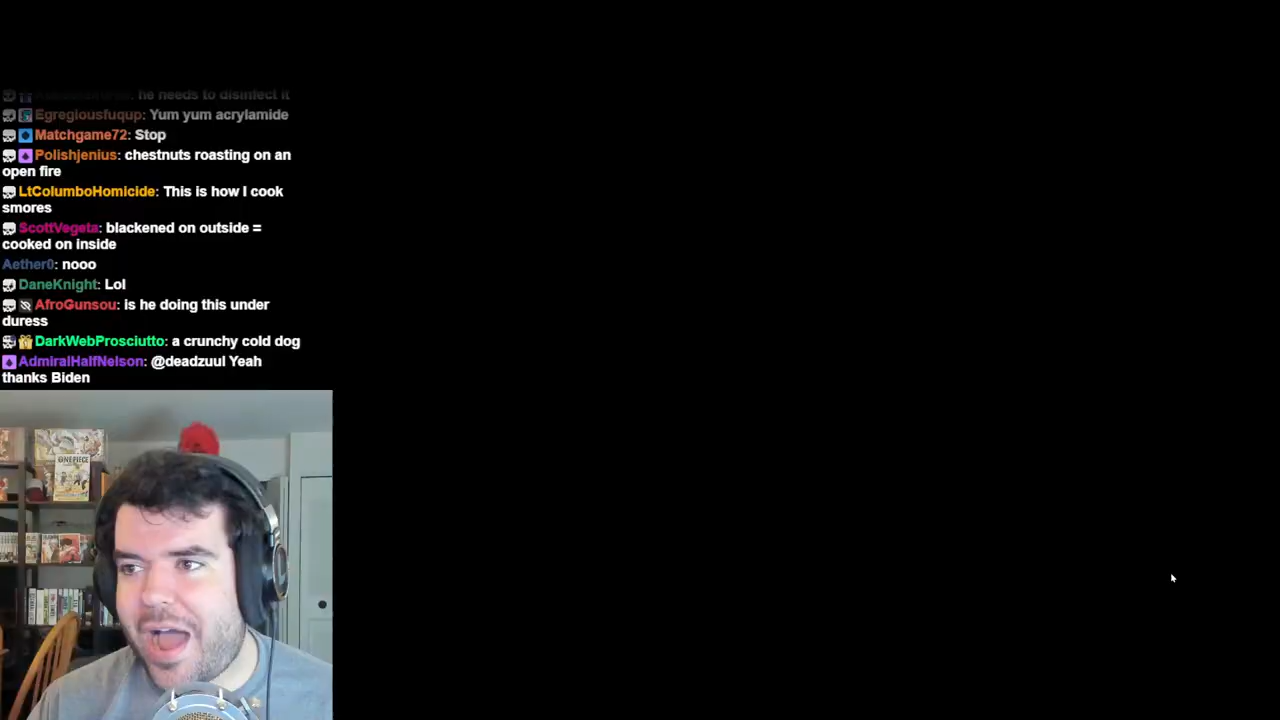 he needs to disinfect it
Egregiousfuqup: Yum yum acrylamide
Matchgame72: Stop
Polishjenius: chestnuts roasting on an
open fire
LtColumboHomicide: This is how I cook
smores
ScottVegeta: blackened on outside =
cooked on inside
Aether0: nooo
DaneKnight: Lol
AfroGunsou: is he doing this under
duress
DarkWebProsciutto: a crunchy cold dog
AdmiralHalfNelson: @deadzuul Yeah
thanks Biden
ONE PIECE